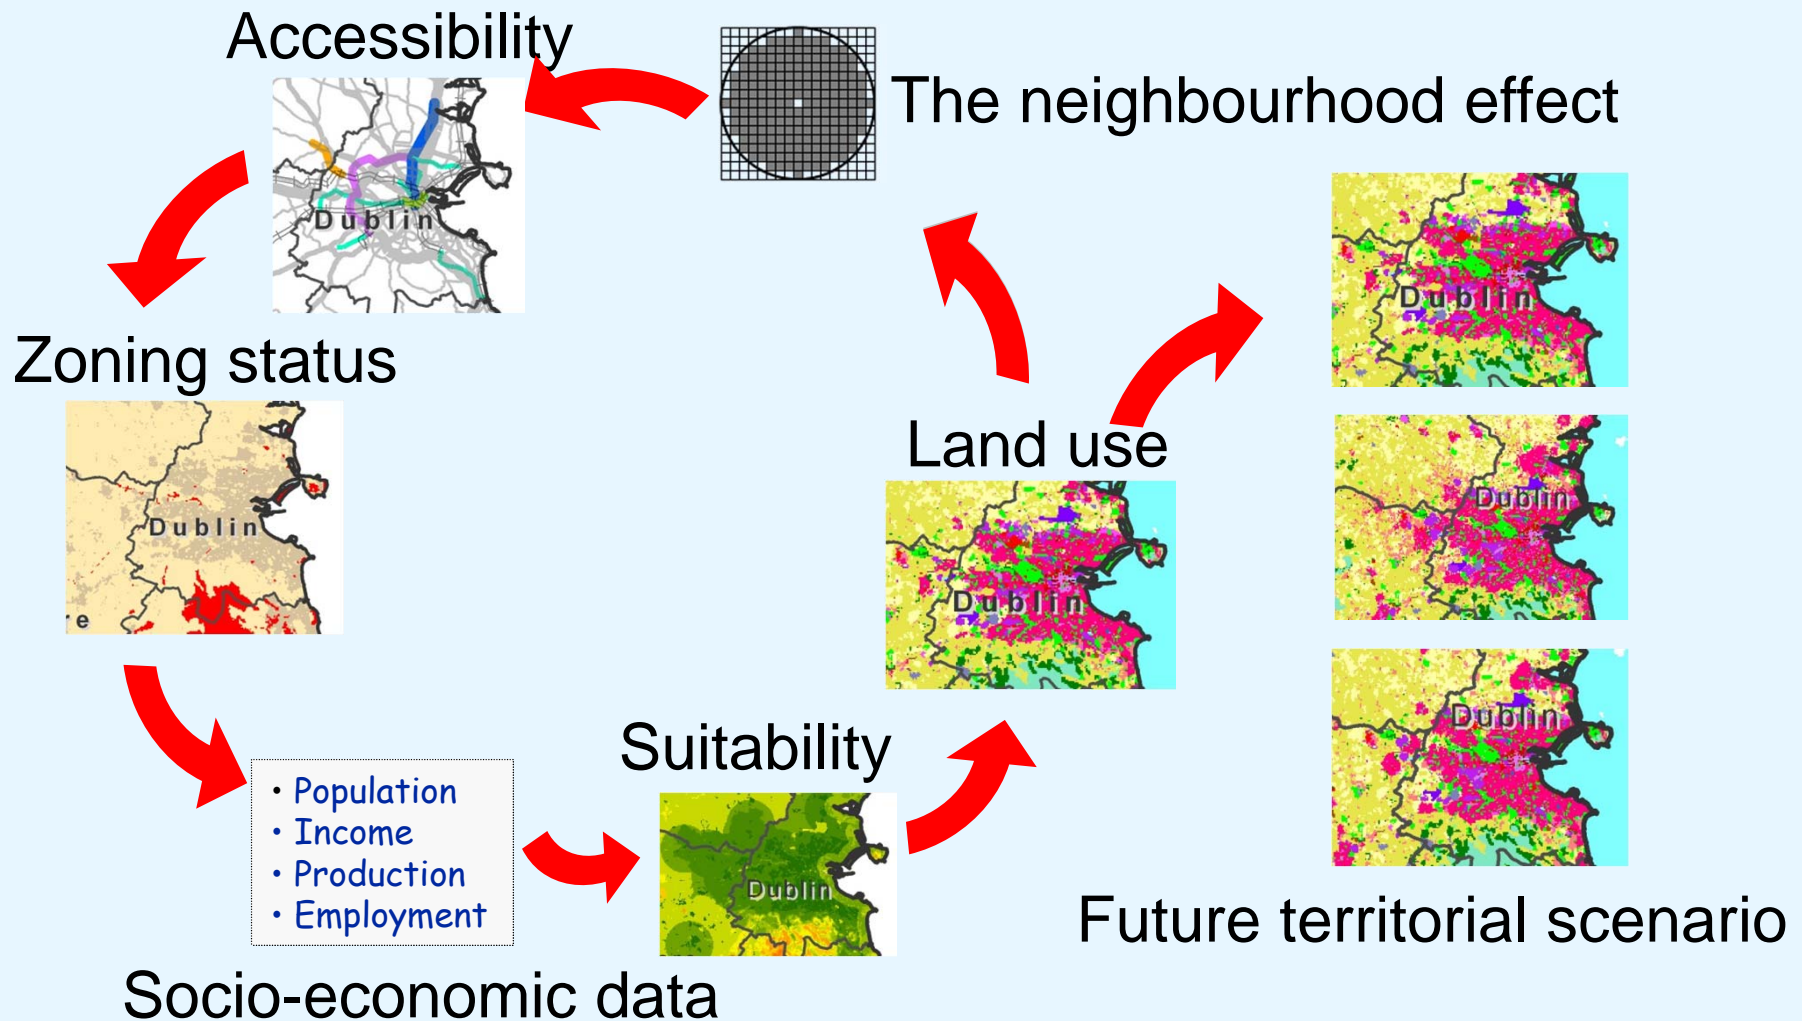 Accessibility
The neighbourhood effect
Dublin
Dublin
Zoning status
Dublin
re
Land use
Dublin
Dublin
Dublin
Suitability
• Population
• Income
• Production
• Employment
Dublin
Future territorial scenario
Socio-economic data